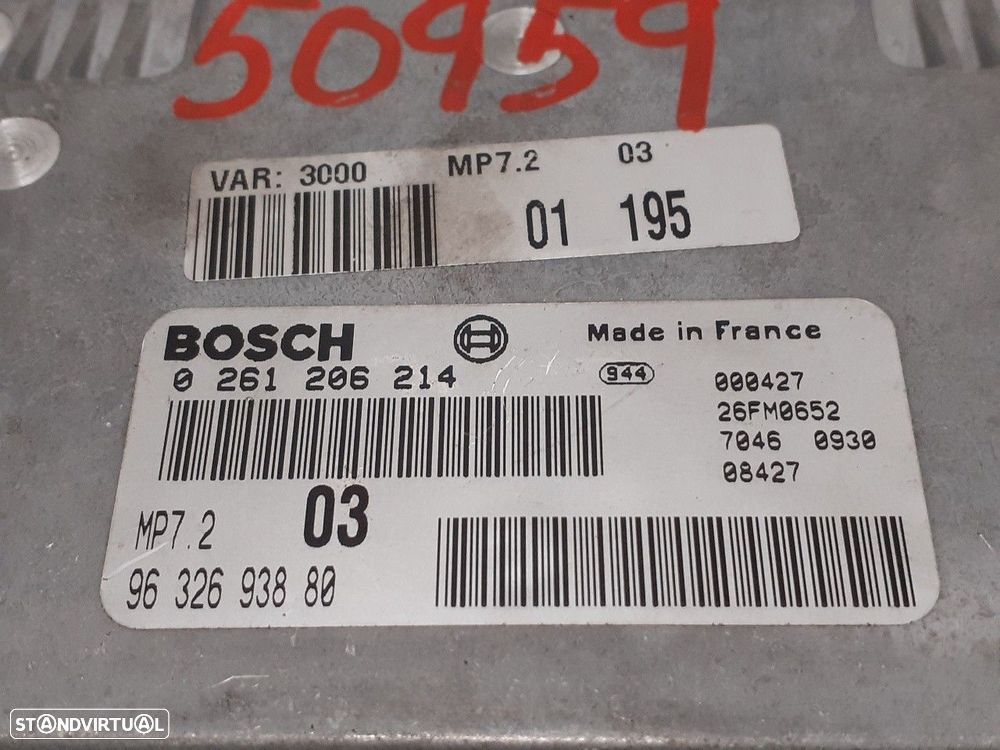 50959
VAR: 3000 MP7.2 03
01 195
BOSCH Made in France
0 261 206 214 944 000427
26FM0652
7046 0930
08427
MP7.2 03
96 326 938 80
STANDVIRTUAL